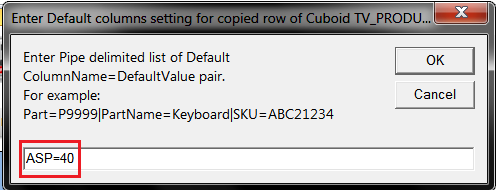 Enter Default columns setting for copied row of Cuboid TV_PRODU...
Enter Pipe delimited list of Default
ColumnName=DefaultValue pair.
For example:
Part=P9999|PartName=Keyboard|SKU=ABC21234
OK
Cancel
ASP=40